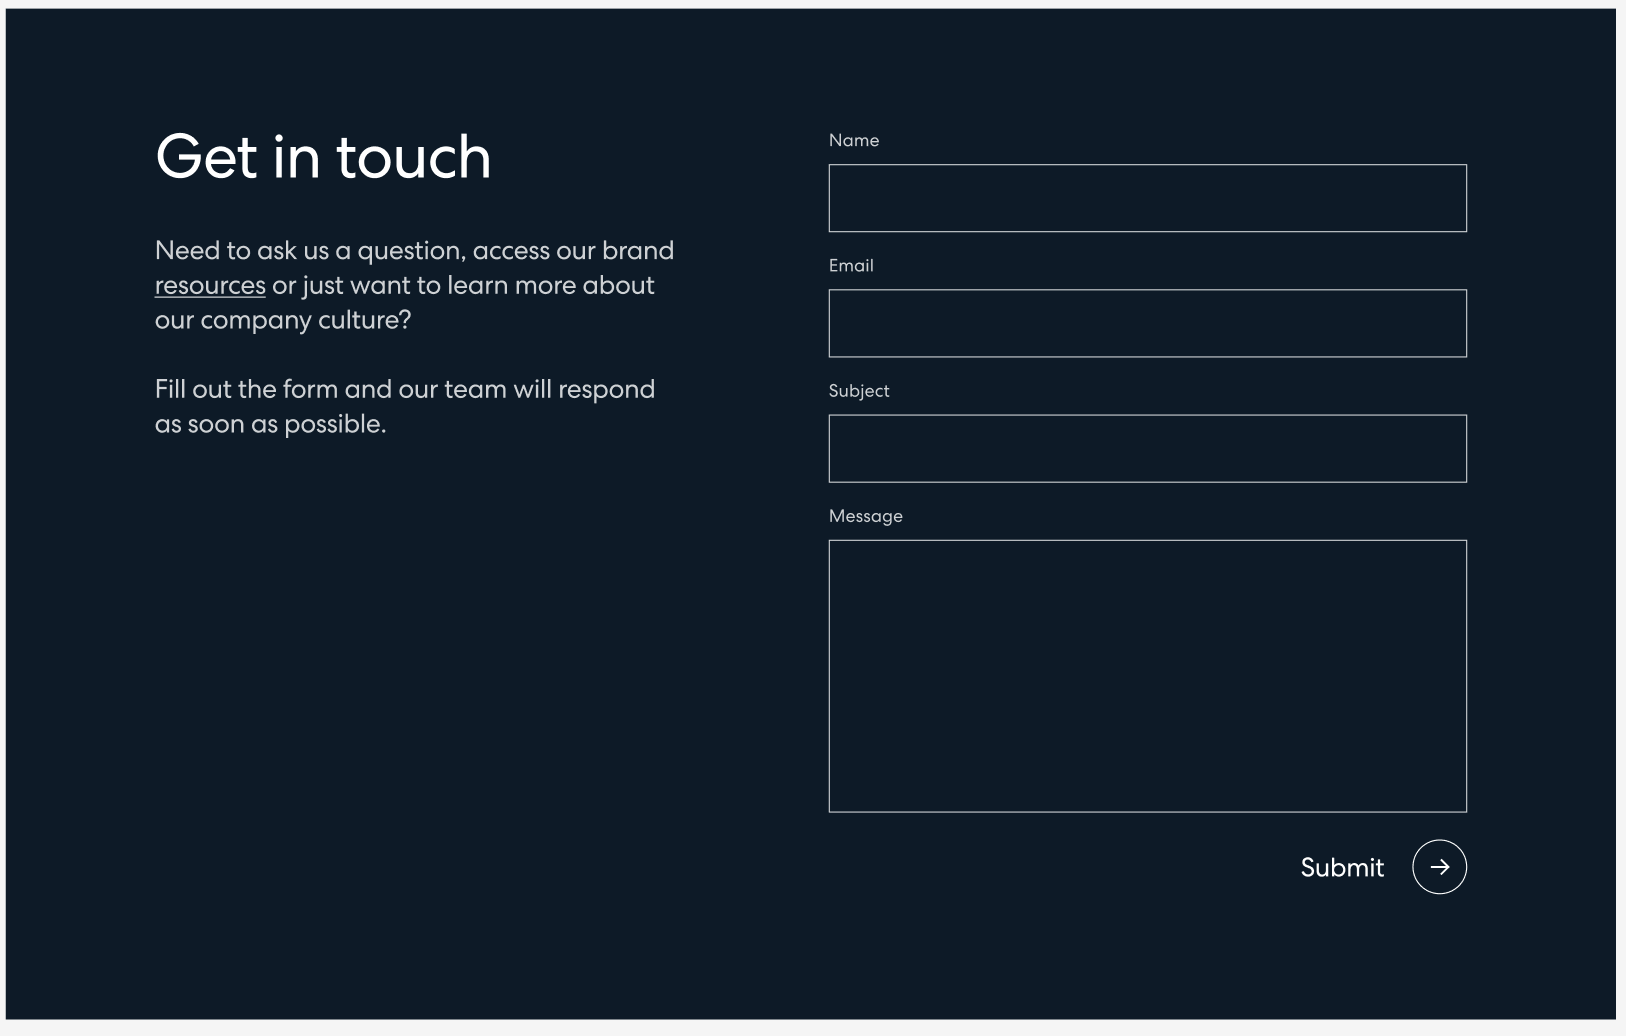 Get in touch
Need to ask us a question, access our brand
resources or just want to learn more about
our company culture?
Fill out the form and our team will respond
as soon as possible.
Name
Email
Subject
Message
Submit